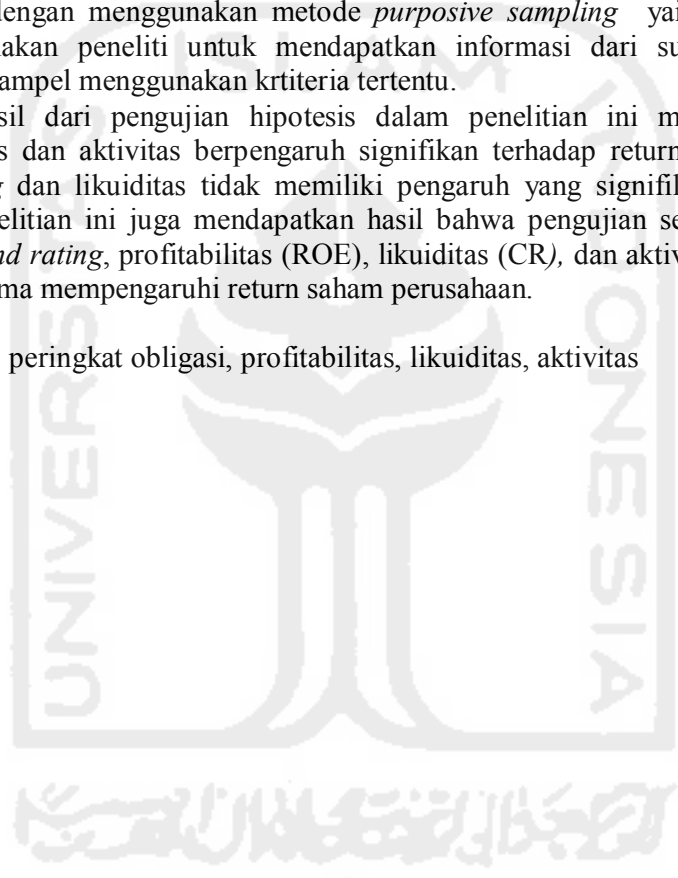 dengan menggunakan metode purposive sampling yai
akan peneliti untuk mendapatkan informasi dari su
ampel menggunakan krtiteria tertentu.
sil dari pengujian hipotesis dalam penelitian ini m
s dan aktivitas berpengaruh signifikan terhadap return
g dan likuiditas tidak memiliki pengaruh yang signifik
elitian ini juga mendapatkan hasil bahwa pengujian se
nd rating, profitabilitas (ROE), likuiditas (CR), dan aktiv
ma mempengaruhi return saham perusahaan.
peringkat obligasi, profitabilitas, likuiditas, aktivitas
ISLAM
UNIVERSITAS
INDONESIA